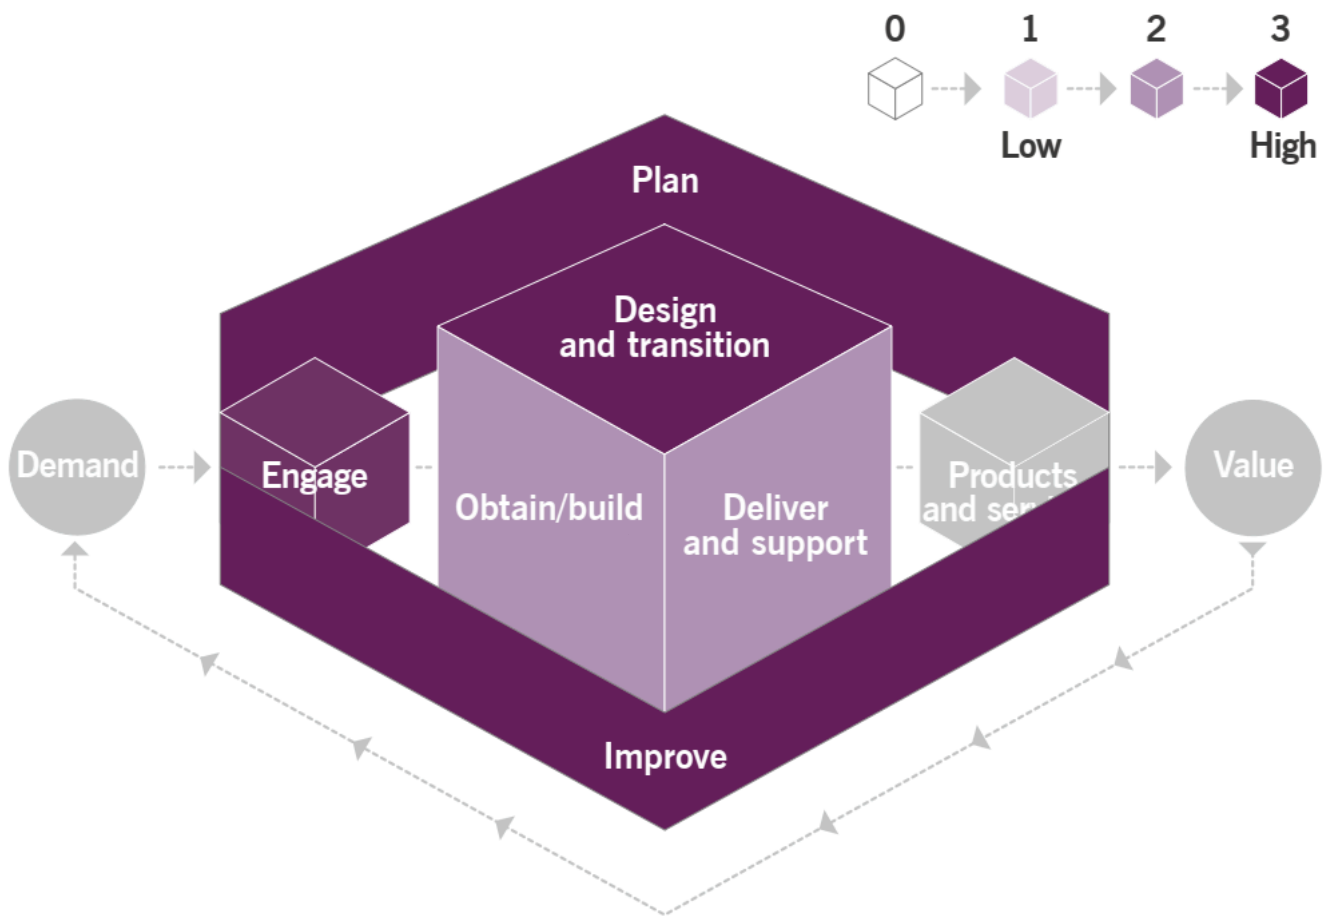 0 1 2 3
Low High
Plan
Design
and transition
Demand
Engage
Obtain/build
Deliver
and support
Products
and
Value
Improve